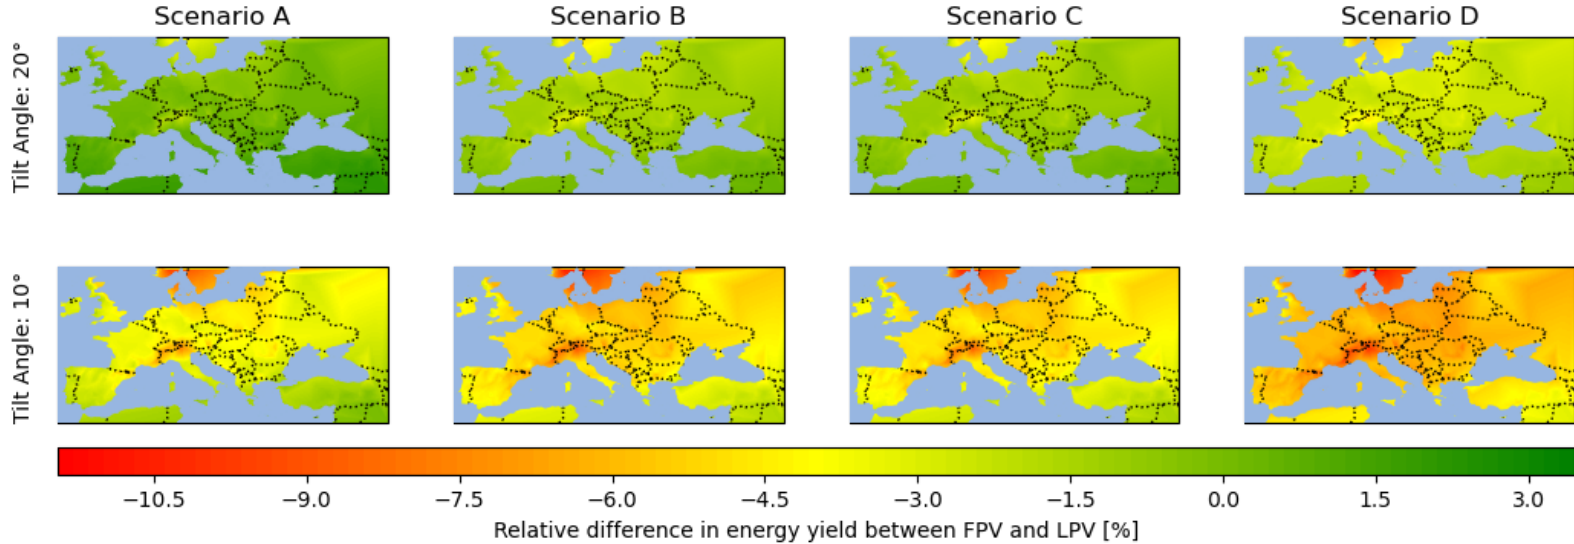 Scenario A Scenario B Scenario C Scenario D
Tilt Angle: 20°
Tilt Angle: 10°
−10.5 −9.0 −7.5 −6.0 −4.5 −3.0 −1.5 0.0 1.5 3.0
Relative difference in energy yield between FPV and LPV [%]